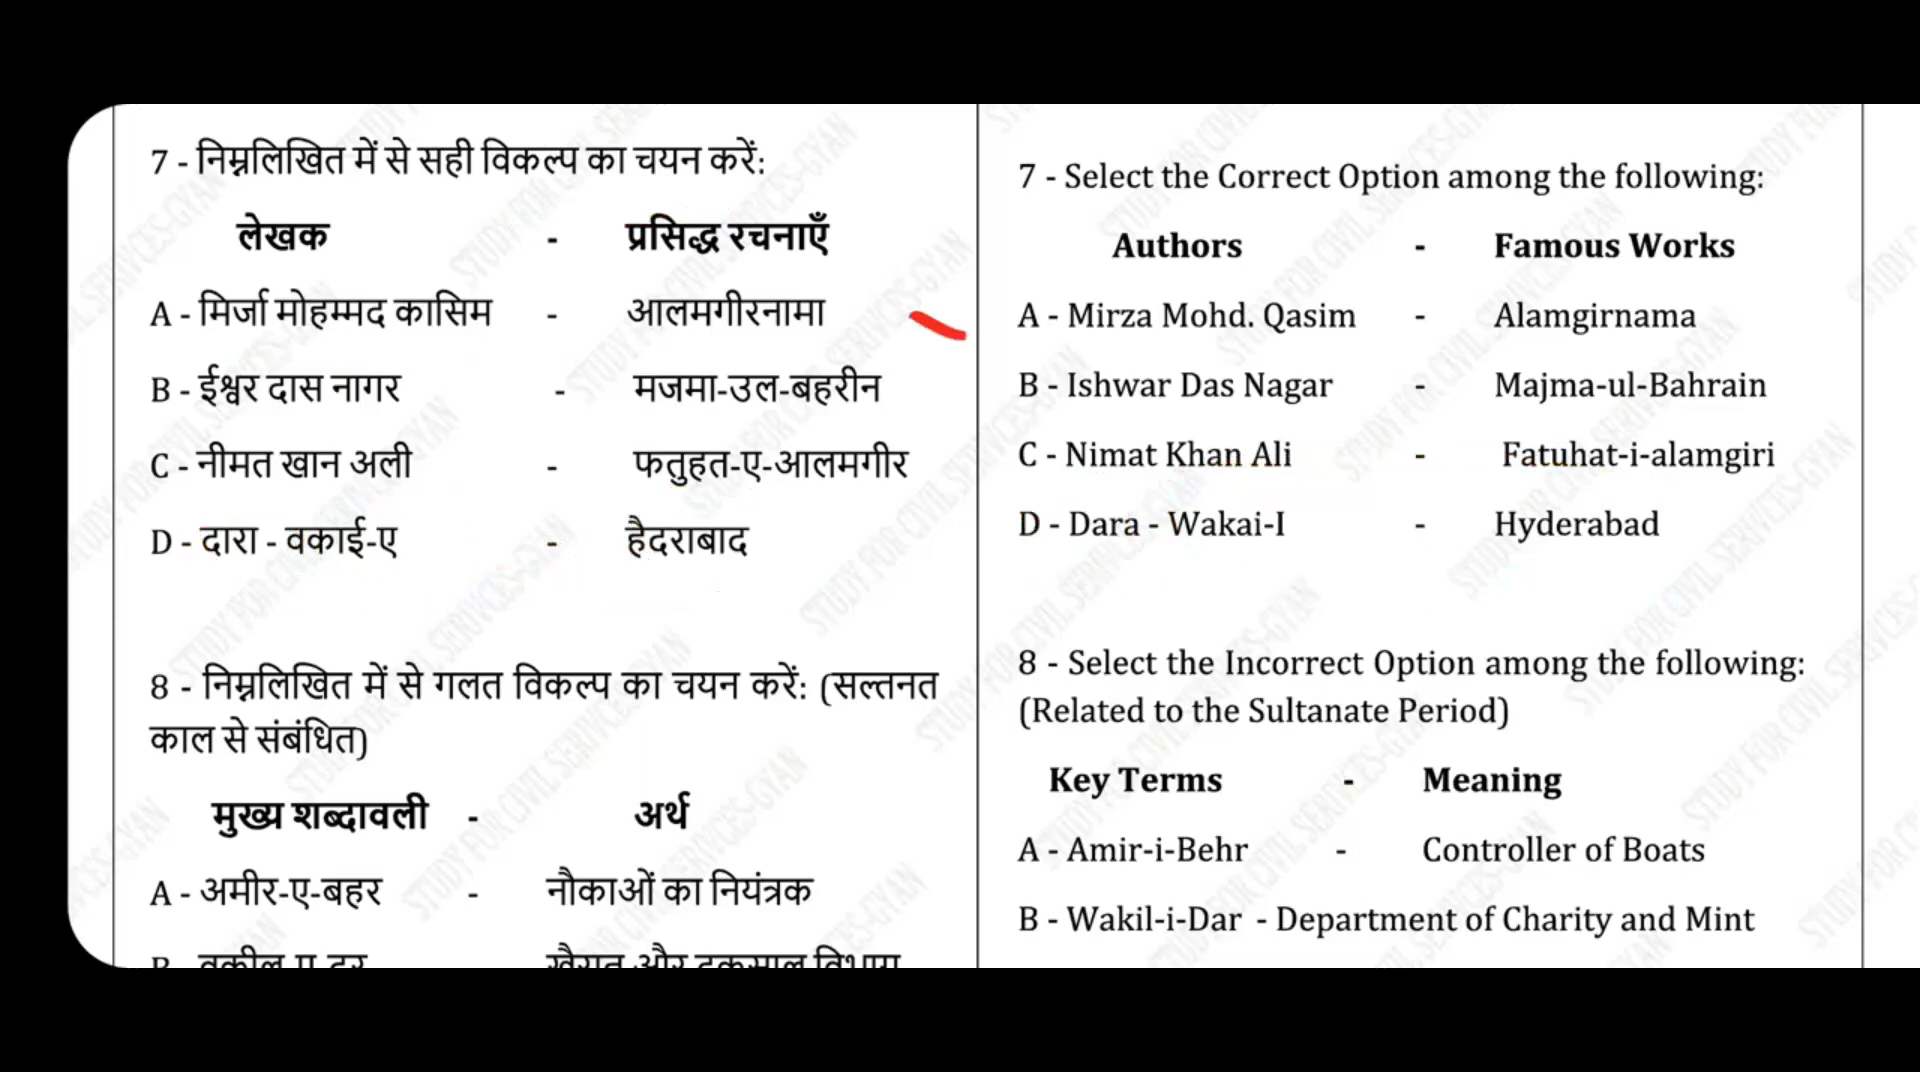 7 - निम्नलिखित में से सही विकल्प का चयन करें:
लेखक - प्रसिद्ध रचनाएँ
A - मिर्जा मोहम्मद कासिम - आलमगीरनामा
B - ईश्वर दास नागर - मजमा-उल-बहरीन
C - नीमत खान अली - फतुहत-ए-आलमगीर
D - दारा - वकाई-ए - हैदराबाद
8 - निम्नलिखित में से गलत विकल्प का चयन करें: (सल्तनत
काल से संबंधित)
मुख्य शब्दावली - अर्थ
A - अमीर-ए-बहर - नौकाओं का नियंत्रक
7 - Select the Correct Option among the following:
Authors - Famous Works
A - Mirza Mohd. Qasim - Alamgirnama
B - Ishwar Das Nagar - Majma-ul-Bahrain
C - Nimat Khan Ali - Fatuhat-i-alamgiri
D - Dara - Wakai-I - Hyderabad
8 - Select the Incorrect Option among the following:
(Related to the Sultanate Period)
Key Terms - Meaning
A - Amir-i-Behr - Controller of Boats
B - Wakil-i-Dar - Department of Charity and Mint